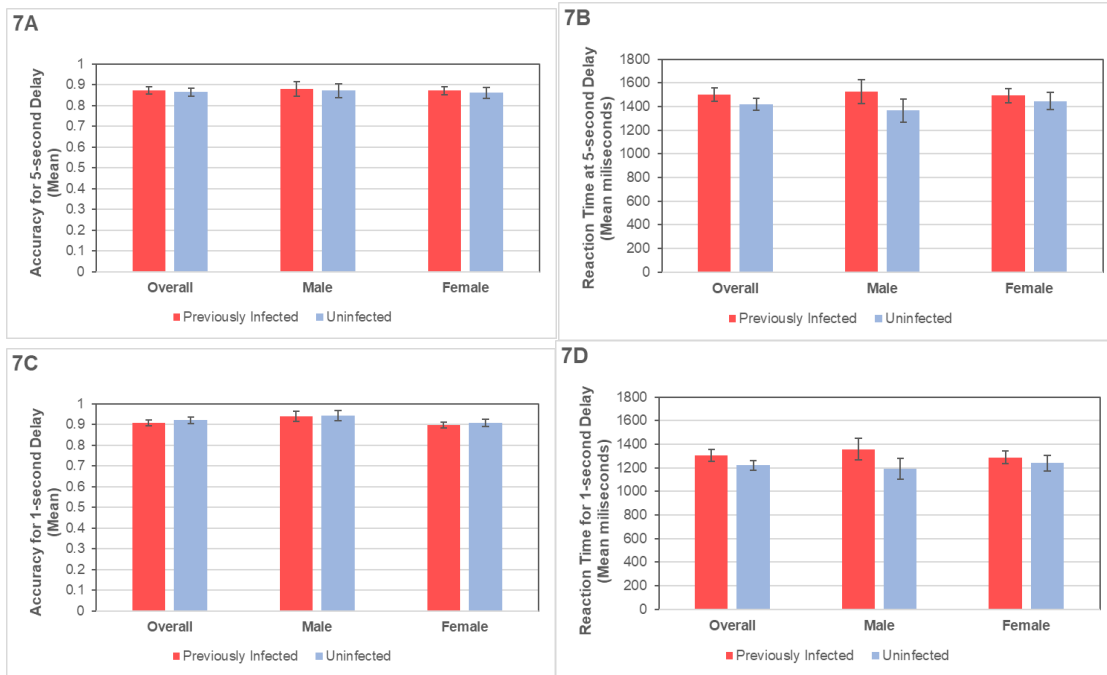 7A
Accuracy for 5-second Delay
(Mean)
1
0.9
0.8
0.7
0.6
0.5
0.4
0.3
0.2
0.1
0
Overall Male Female
Previously Infected Uninfected
7B
Reaction Time at 5-second Delay
(Mean miliseconds)
1800
1600
1400
1200
1000
800
600
400
200
0
Overall Male Female
Previously Infected Uninfected
7C
Accuracy for 1-second Delay
(Mean)
1
0.9
0.8
0.7
0.6
0.5
0.4
0.3
0.2
0.1
0
Overall Male Female
Previously Infected Uninfected
7D
Reaction Time for 1-second Delay
(Mean miliseconds)
1800
1600
1400
1200
1000
800
600
400
200
0
Overall Male Female
Previously Infected Uninfected